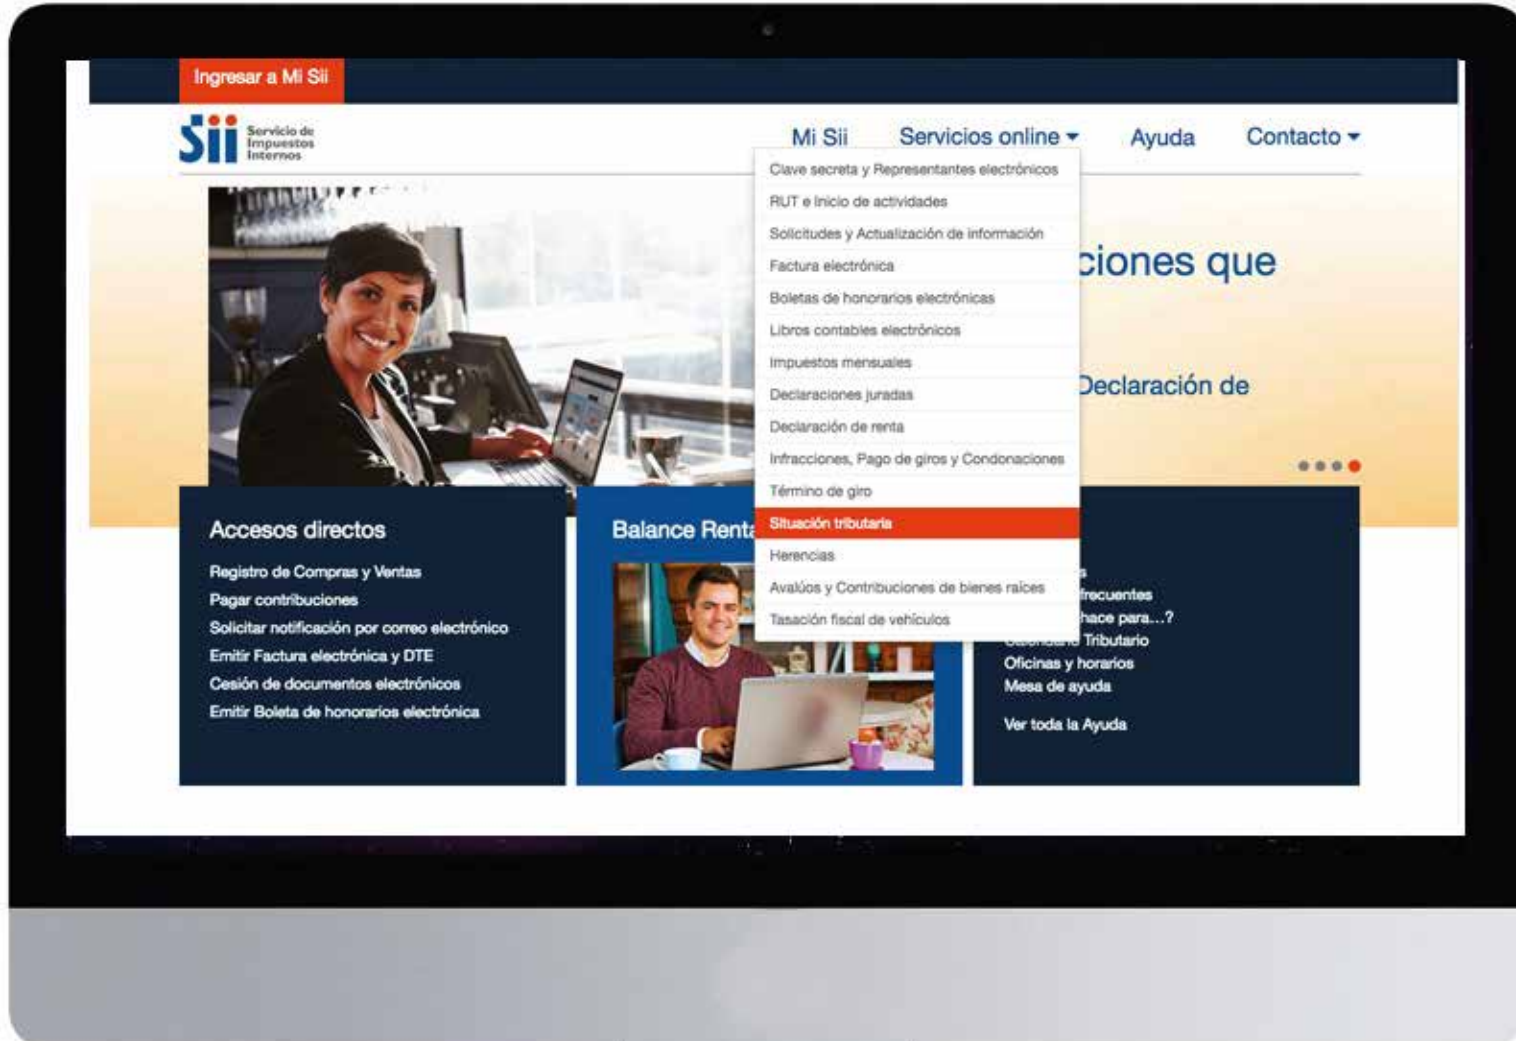 Ingresar a Mi Sii
Sii Servicio de
Impuestos
Internos
Mi Sii Servicios online Ayuda Contacto
Clave secreta y Representantes electrónicos
RUT e Inicio de actividades
Solicitudes y Actualización de información
Factura electrónica
Boletas de honorarios electrónicas
Libros contables electrónicos
Impuestos mensuales
Declaraciones juradas
Declaración de renta
Infracciones, Pago de giros y Condonaciones
Término de giro
Situación tributaria
Herencias
Avalúos y Contribuciones de bienes raíces
Tasación fiscal de vehículos
ciones que
Declaración de
Accesos directos
Registro de Compras y Ventas
Pagar contribuciones
Solicitar notificación por correo electrónico
Emitir Factura electrónica y DTE
Cesión de documentos electrónicos
Emitir Boleta de honorarios electrónica
Balance Renta
s
frecuentes
hace para...?
Calendario Tributario
Oficinas y horarios
Mesa de ayuda
Ver toda la Ayuda